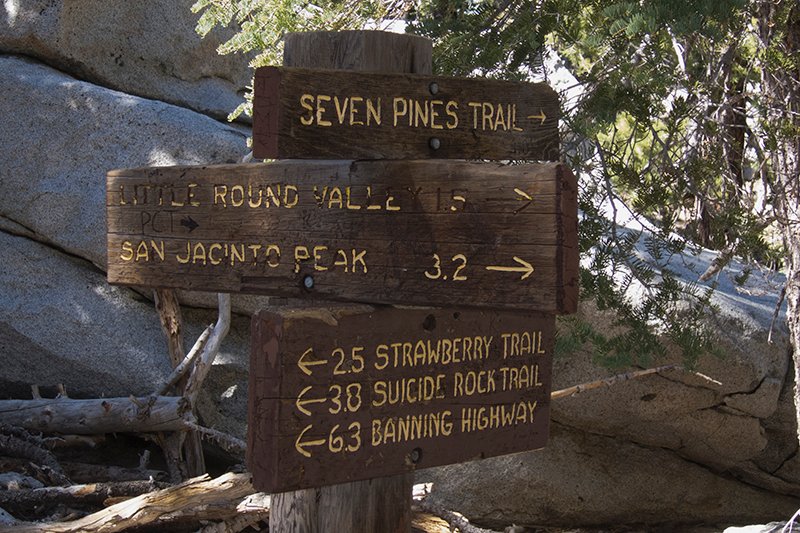 SEVEN PINES TRAIL →
LITTLE ROUND VALLEY 1.5 →
PCT →
SAN JACINTO PEAK 3.2 →
← 2.5 STRAWBERRY TRAIL
← 3.8 SUICIDE ROCK TRAIL
← 6.3 BANNING HIGHWAY